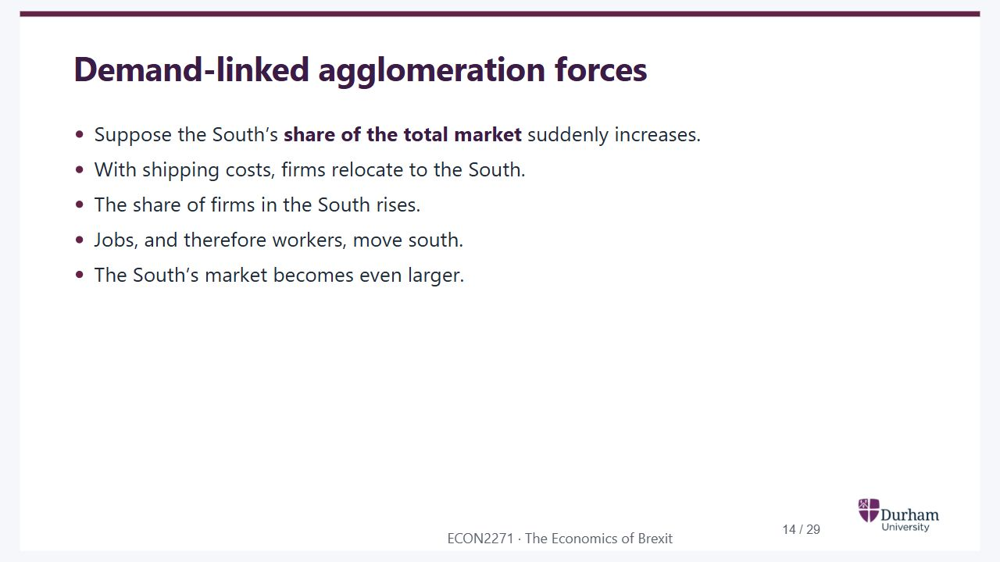 Demand-linked agglomeration forces
• Suppose the South’s share of the total market suddenly increases.
• With shipping costs, firms relocate to the South.
• The share of firms in the South rises.
• Jobs, and therefore workers, move south.
• The South’s market becomes even larger.
ECON2271 · The Economics of Brexit
14 / 29
Durham
University